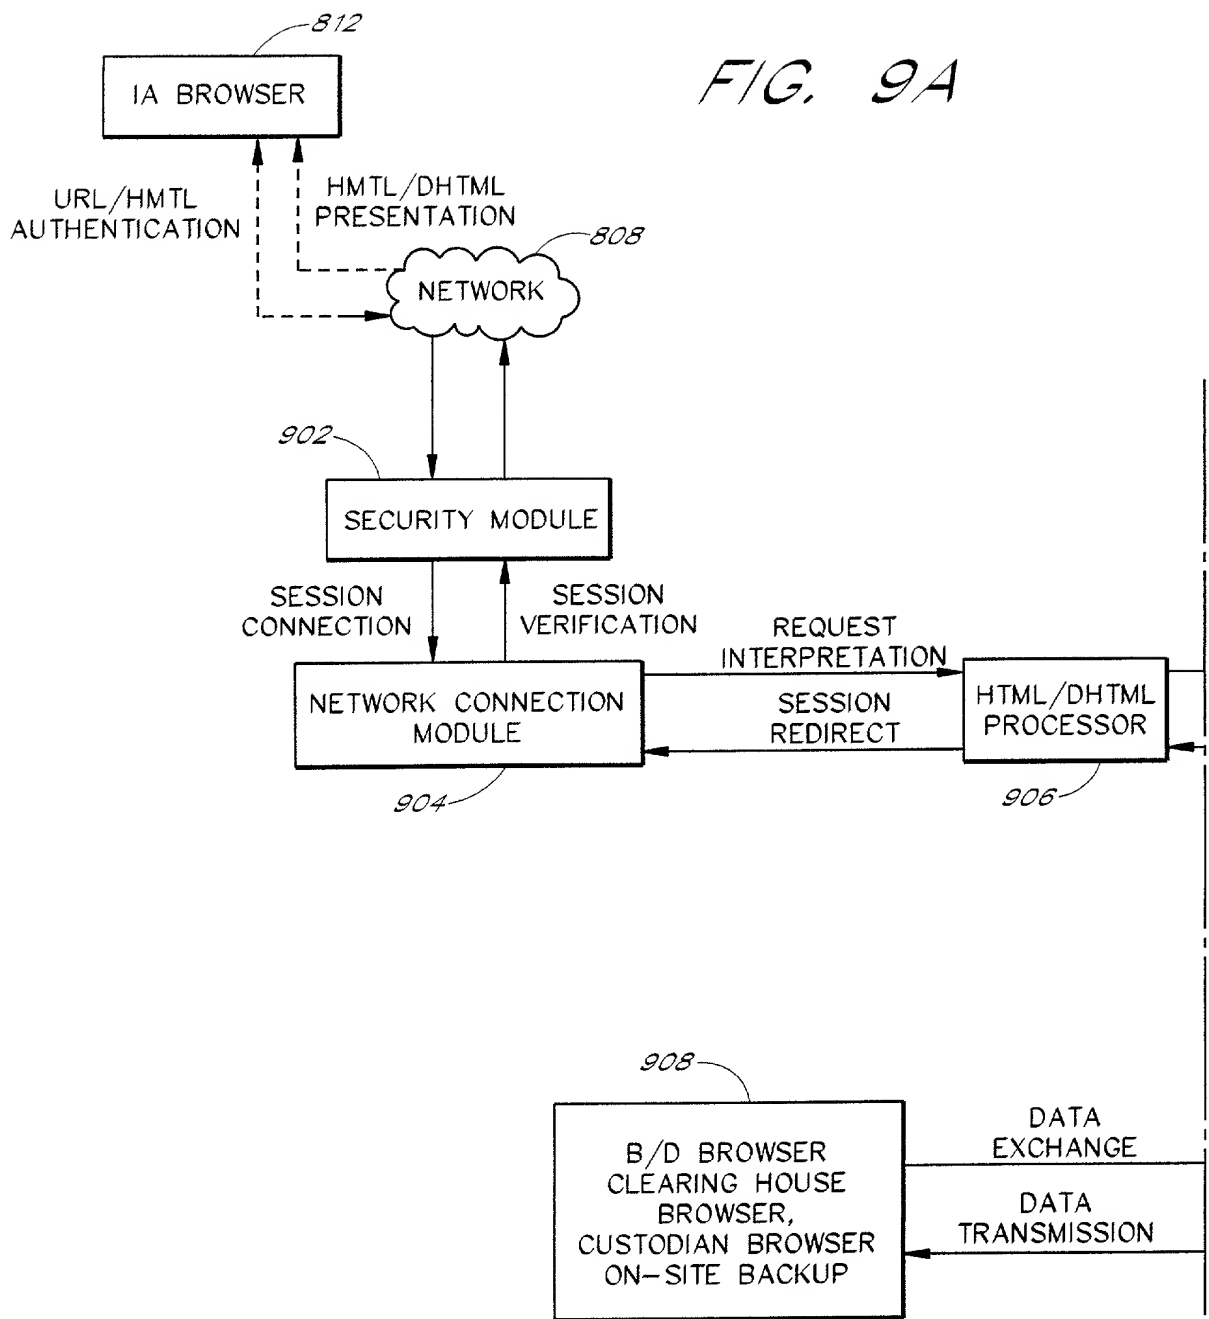 812
FIG. 9A
IA BROWSER
URL/HMTL
AUTHENTICATION
HMTL/DHTML
PRESENTATION
808
NETWORK
902
SECURITY MODULE
SESSION
CONNECTION
SESSION
VERIFICATION
REQUEST
INTERPRETATION
NETWORK CONNECTION
MODULE
SESSION
REDIRECT
HTML/DHTML
PROCESSOR
904
906
908
B/D BROWSER
CLEARING HOUSE
BROWSER,
CUSTODIAN BROWSER
ON-SITE BACKUP
DATA
EXCHANGE
DATA
TRANSMISSION